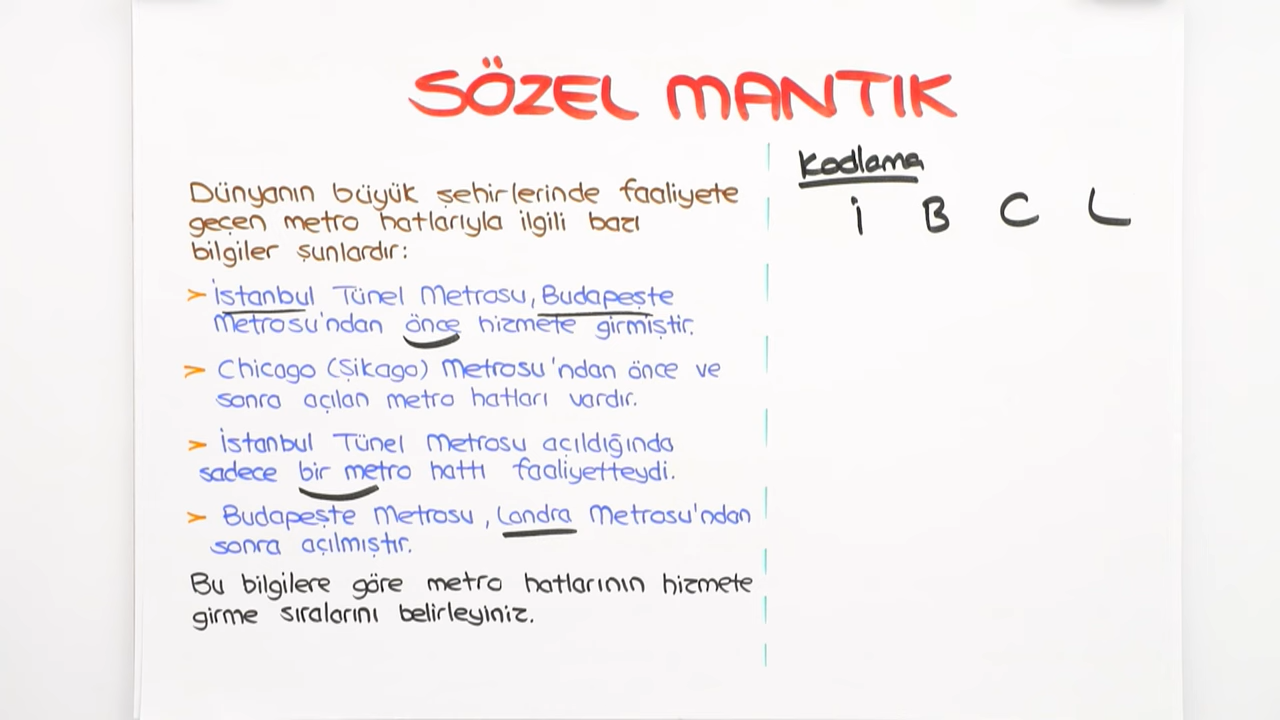 SÖZEL MANTIK
Dünyanın büyük şehirlerinde faaliyete
geçen metro hatlarıyla ilgili bazı
bilgiler şunlardır:
➤ İstanbul Tünel Metrosu, Budapeşte
Metrosu'ndan önce hizmete girmiştir.
➤ Chicago (Şikago) Metrosu'ndan önce ve
sonra açılan metro hatları vardır.
➤ İstanbul Tünel Metrosu açıldığında
sadece bir metro hattı faaliyetteydi.
➤ Budapeşte Metrosu, Londra Metrosu'ndan
sonra açılmıştır.
Bu bilgilere göre metro hatlarının hizmete
girme sıralarını belirleyiniz.
Kodlama
İ B C L